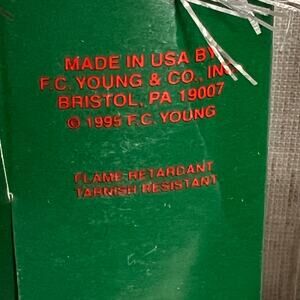 MADE IN USA BY
F.C. YOUNG & CO., INC.
BRISTOL, PA 19007
© 1995 F.C. YOUNG
FLAME RETARDANT
TARNISH RESISTANT